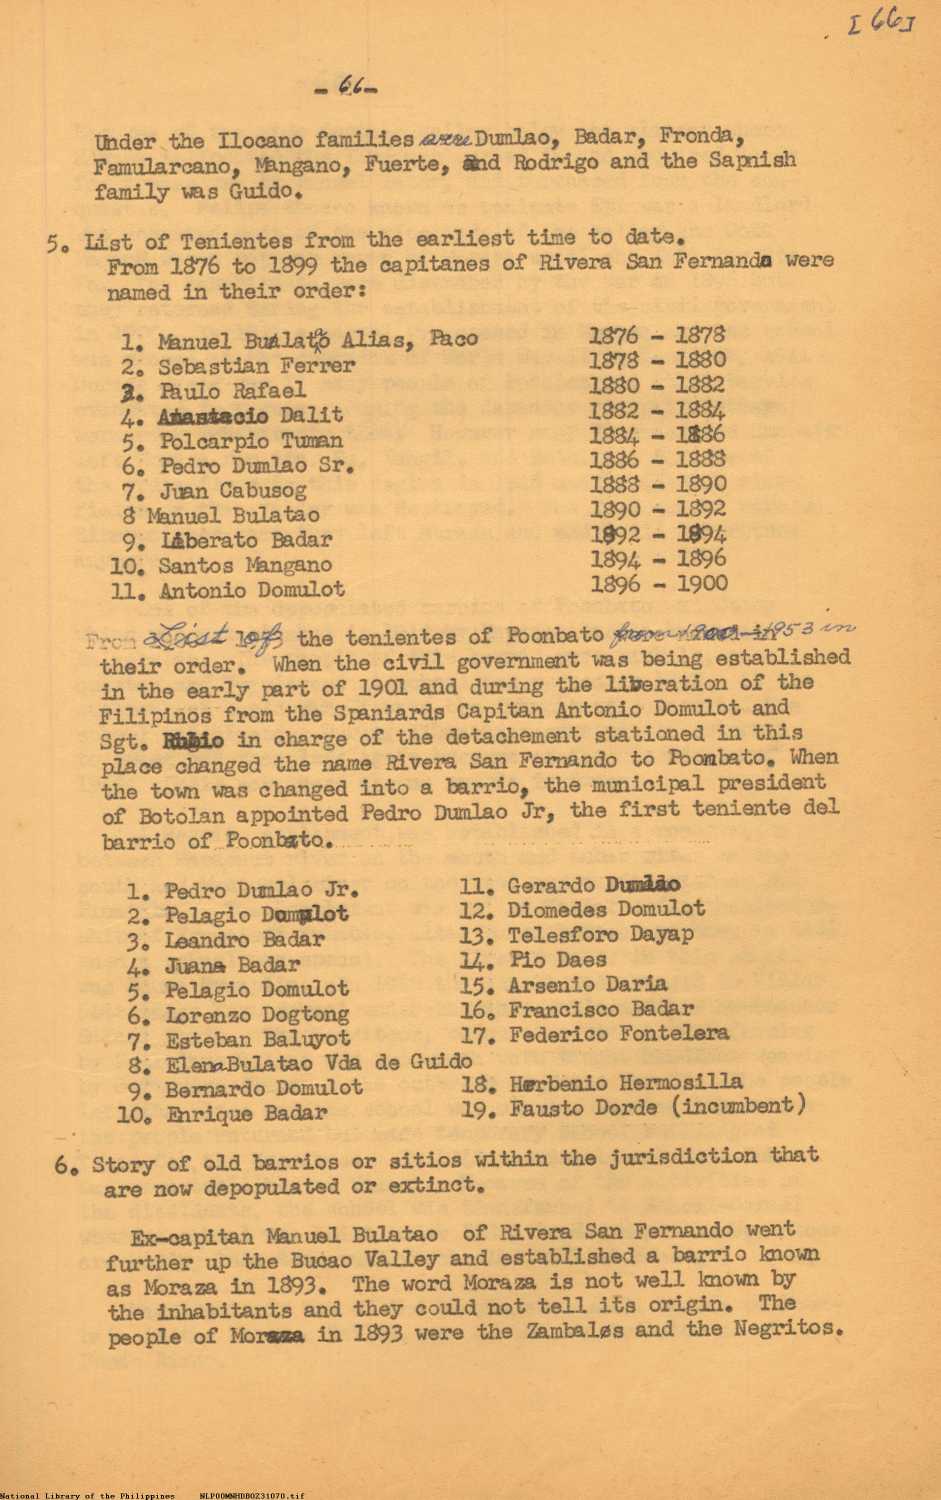 [66]
- 66 -
Under the Ilocano families are Dumlao, Badar, Fronda,
Famularcano, Mangano, Fuerte, and Rodrigo and the Sapnish
family was Guido.
5. List of Tenientes from the earliest time to date.
From 1876 to 1899 the capitanes of Rivera San Fernando were
named in their order:
1. Manuel Bulatao Alias, Paco 1876 - 1878
2. Sebastian Ferrer 1878 - 1880
3. Paulo Rafael 1880 - 1882
4. Anastacio Dalit 1882 - 1884
5. Polcarpio Tuman 1884 - 1886
6. Pedro Dumlao Sr. 1886 - 1888
7. Juan Cabusog 1888 - 1890
8 Manuel Bulatao 1890 - 1892
9. Liberato Badar 1892 - 1894
10. Santos Mangano 1894 - 1896
11. Antonio Domulot 1896 - 1900
List of the tenientes of Poonbato from 1900 - 1953 in
their order. When the civil government was being established
in the early part of 1901 and during the liberation of the
Filipinos from the Spaniards Capitan Antonio Domulot and
Sgt. Rubio in charge of the detachement stationed in this
place changed the name Rivera San Fernando to Poonbato. When
the town was changed into a barrio, the municipal president
of Botolan appointed Pedro Dumlao Jr, the first teniente del
barrio of Poonbato.
1. Pedro Dumlao Jr.
2. Pelagio Domulot
3. Leandro Badar
4. Juana Badar
5. Pelagio Domulot
6. Lorenzo Dogtong
7. Esteban Baluyot
8. Elena Bulatao Vda de Guido
9. Bernardo Domulot
10. Enrique Badar
11. Gerardo Dumlao
12. Diomedes Domulot
13. Telesforo Dayap
14. Pio Daes
15. Arsenio Daria
16. Francisco Badar
17. Federico Fontelera
18. Herbenio Hermosilla
19. Fausto Dorde (incumbent)
6. Story of old barrios or sitios within the jurisdiction that
are now depopulated or extinct.
Ex-capitan Manuel Bulatao of Rivera San Fernando went
further up the Bucao Valley and established a barrio known
as Moraza in 1893. The word Moraza is not well known by
the inhabitants and they could not tell its origin. The
people of Moraza in 1893 were the Zambales and the Negritos.
National Library of the Philippines NLPOOMNHDB0Z31070.tif